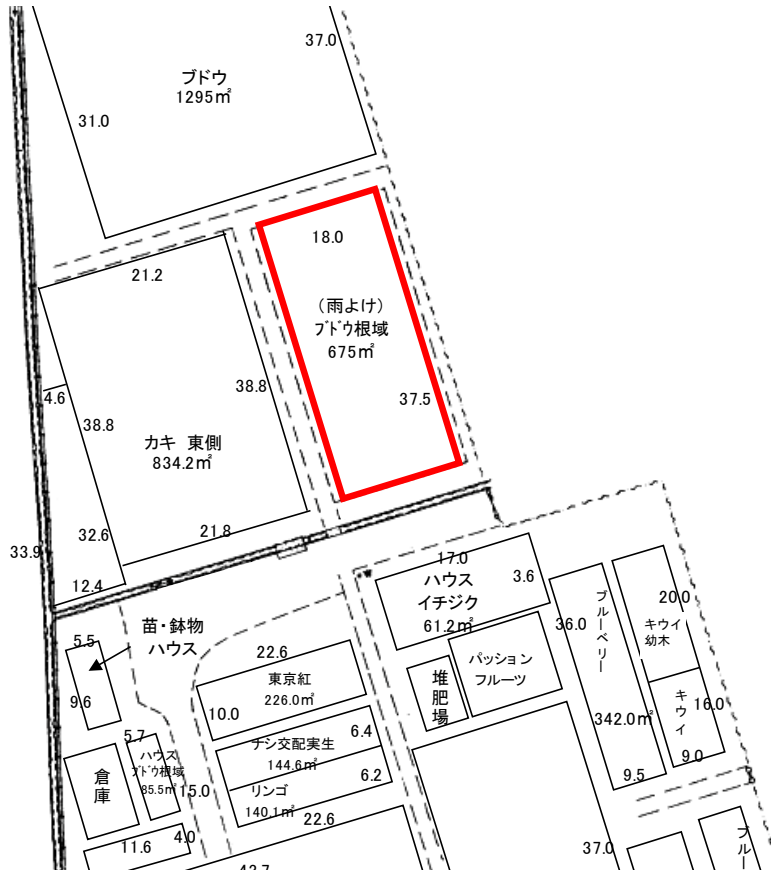 37.0
ブドウ
1295㎡
31.0
18.0
21.2
(雨よけ)
ブドウ根域
675㎡
38.8
37.5
4.6
38.8
カキ 東側
834.2㎡
32.6
21.8
33.9
12.4
17.0
ハウス
イチジク
61.2㎡
3.6
ブルーベリー
36.0
20.0
キウイ
幼木
苗・鉢物
ハウス
5.5
22.6
東京紅
226.0㎡
パッション
フルーツ
堆肥場
9.6
10.0
342.0㎡
キウイ
16.0
5.7
ハウス
ブドウ根域
85.5㎡
15.0
ナシ交配実生
144.6㎡
6.4
9.0
倉庫
リンゴ
140.1㎡
6.2
9.5
22.6
4.0
11.6
37.0
ブルー